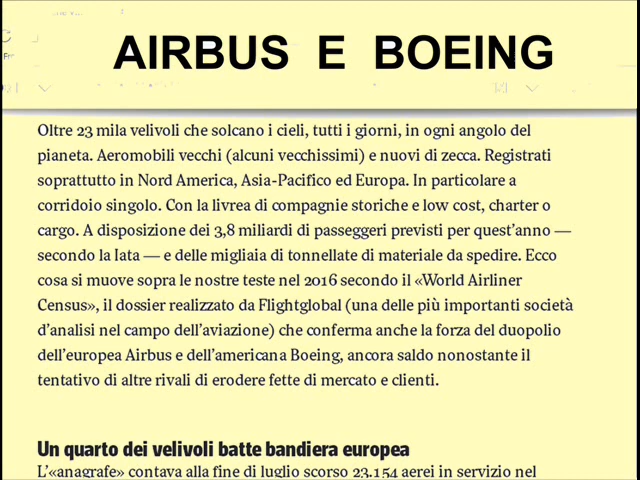 AIRBUS E BOEING
Oltre 23 mila velivoli che solcano i cieli, tutti i giorni, in ogni angolo del
pianeta. Aeromobili vecchi (alcuni vecchissimi) e nuovi di zecca. Registrati
soprattutto in Nord America, Asia-Pacifico ed Europa. In particolare a
corridoio singolo. Con la livrea di compagnie storiche e low cost, charter o
cargo. A disposizione dei 3,8 miliardi di passeggeri previsti per quest’anno —
secondo la Iata — e delle migliaia di tonnellate di materiale da spedire. Ecco
cosa si muove sopra le nostre teste nel 2016 secondo il «World Airliner
Census», il dossier realizzato da Flightglobal (una delle più importanti società
d’analisi nel campo dell’aviazione) che conferma anche la forza del duopolio
dell’europea Airbus e dell’americana Boeing, ancora saldo nonostante il
tentativo di altre rivali di erodere fette di mercato e clienti.
Un quarto dei velivoli batte bandiera europea
L’«anagrafe» contava alla fine di luglio scorso 23.154 aerei in servizio nel